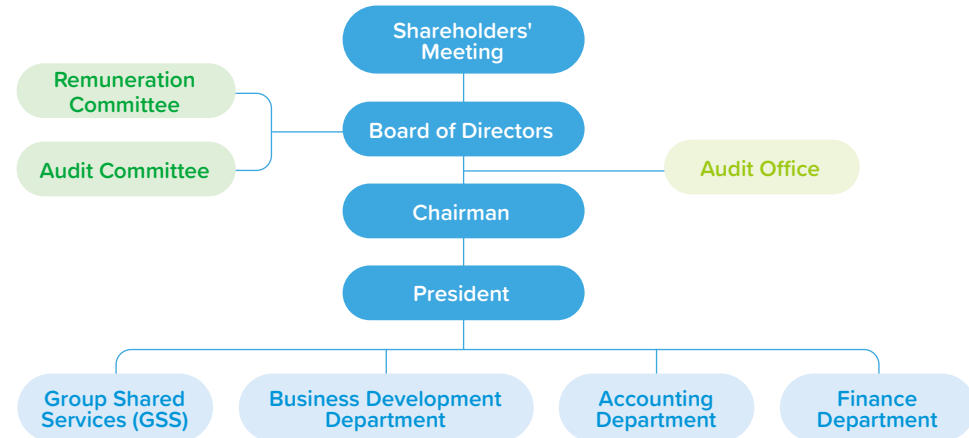 Shareholders'
Meeting
Remuneration
Committee
Board of Directors
Audit Committee
Audit Office
Chairman
President
Group Shared
Services (GSS)
Business Development
Department
Accounting
Department
Finance
Department